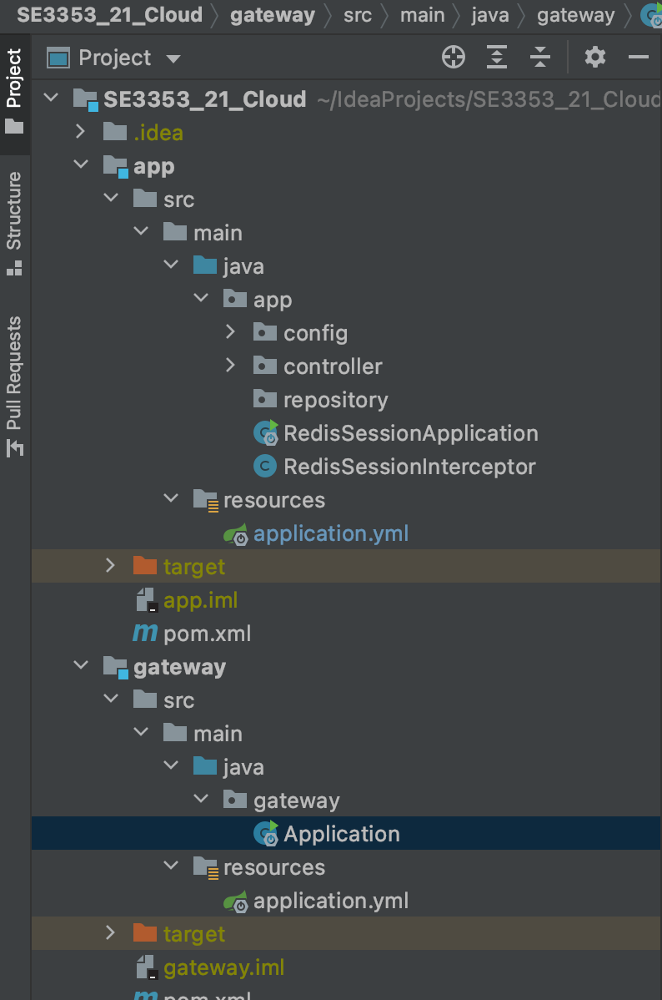 SE3353_21_Cloud gateway src main java gateway
Project
Project
Structure
Pull Requests
SE3353_21_Cloud ~/IdeaProjects/SE3353_21_Cloud
.idea
app
src
main
java
app
config
controller
repository
RedisSessionApplication
RedisSessionInterceptor
resources
application.yml
target
app.iml
m pom.xml
gateway
src
main
java
gateway
Application
resources
application.yml
target
gateway.iml
m pom.xml